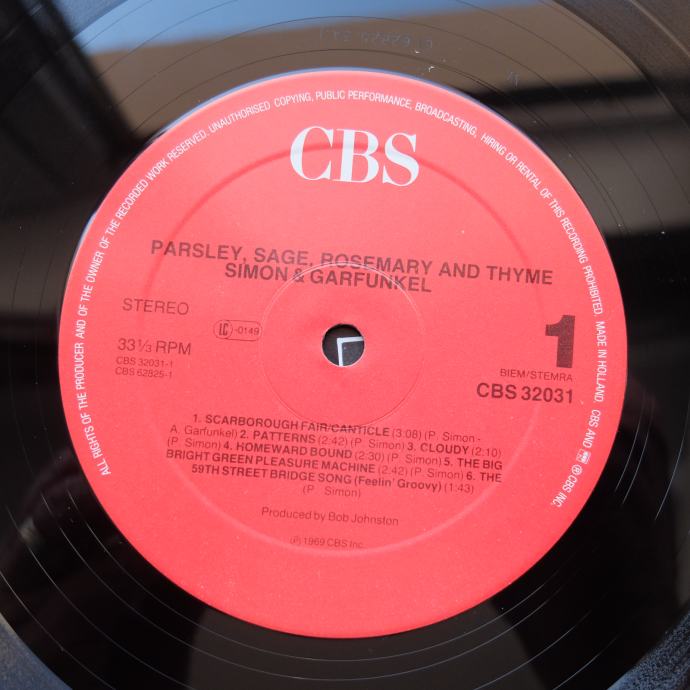 ALL RIGHTS OF THE PRODUCER AND OF THE OWNER OF THE RECORDED WORK RESERVED. UNAUTHORISED COPYING, PUBLIC PERFORMANCE, BROADCASTING, HIRING OR RENTAL OF THIS RECORDING PROHIBITED. MADE IN HOLLAND. CBS AND ℗ CBS INC.
CBS
PARSLEY, SAGE, ROSEMARY AND THYME
SIMON & GARFUNKEL
STEREO
LC -0149
33 1/3 RPM
CBS 32031-1
CBS 62825-1
1
BIEM/STEMRA
CBS 32031
1. SCARBOROUGH FAIR/CANTICLE (3:08) (P. Simon -
A. Garfunkel) 2. PATTERNS (2:42) (P. Simon) 3. CLOUDY (2:10)
(P. Simon) 4. HOMEWARD BOUND (2:30) (P. Simon) 5. THE BIG
BRIGHT GREEN PLEASURE MACHINE (2:42) (P. Simon) 6. THE
59TH STREET BRIDGE SONG (Feelin' Groovy) (1:43)
(P. Simon)
Produced by Bob Johnston
℗ 1969 CBS Inc.